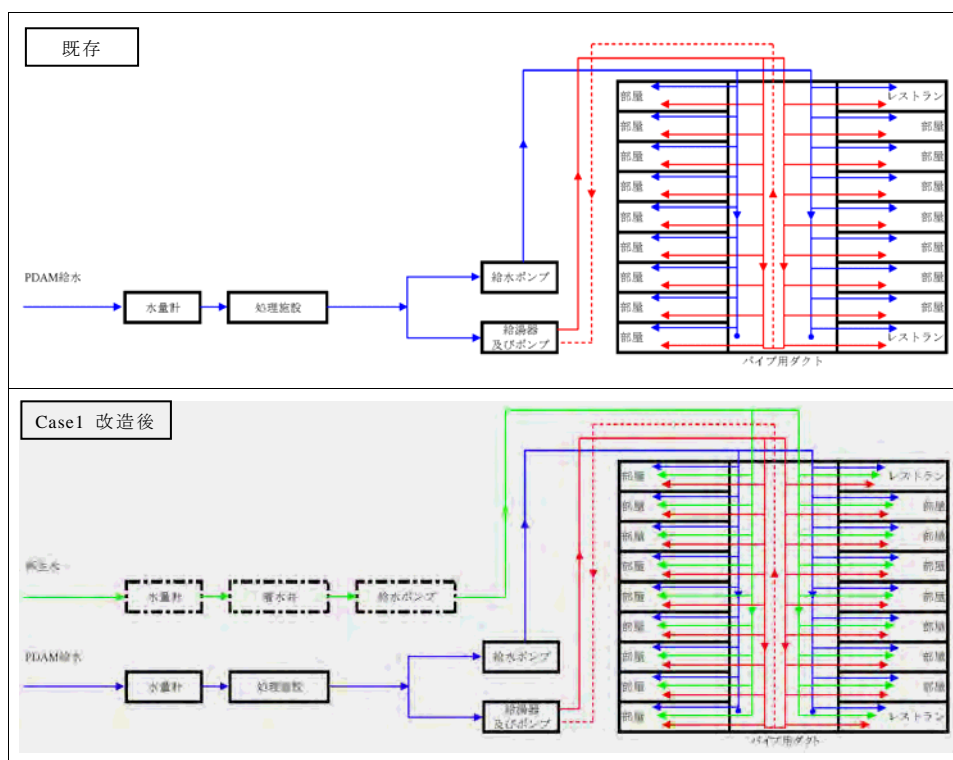 既存
部屋 レストラン
部屋 部屋
部屋 部屋
部屋 部屋
部屋 部屋
部屋 部屋
部屋 部屋
部屋 部屋
部屋 レストラン
パイプ用ダクト
PDAM給水
水量計
処理施設
給水ポンプ
給湯器
及びポンプ
Case1 改造後
部屋 レストラン
部屋 部屋
部屋 部屋
部屋 部屋
部屋 部屋
部屋 部屋
部屋 部屋
部屋 部屋
部屋 レストラン
パイプ用ダクト
再生水
水量計
給水ポンプ
PDAM給水
水量計
処理施設
給水ポンプ
給湯器
及びポンプ